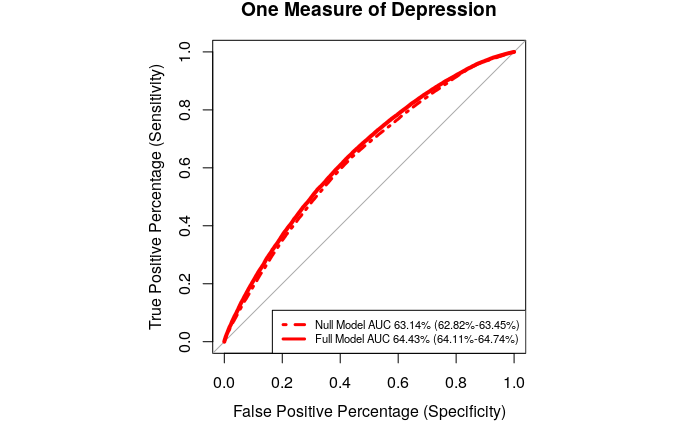 One Measure of Depression
True Positive Percentage (Sensitivity)
1.0
0.8
0.6
0.4
0.2
0.0
Null Model AUC 63.14% (62.82%-63.45%)
Full Model AUC 64.43% (64.11%-64.74%)
0.0 0.2 0.4 0.6 0.8 1.0
False Positive Percentage (Specificity)